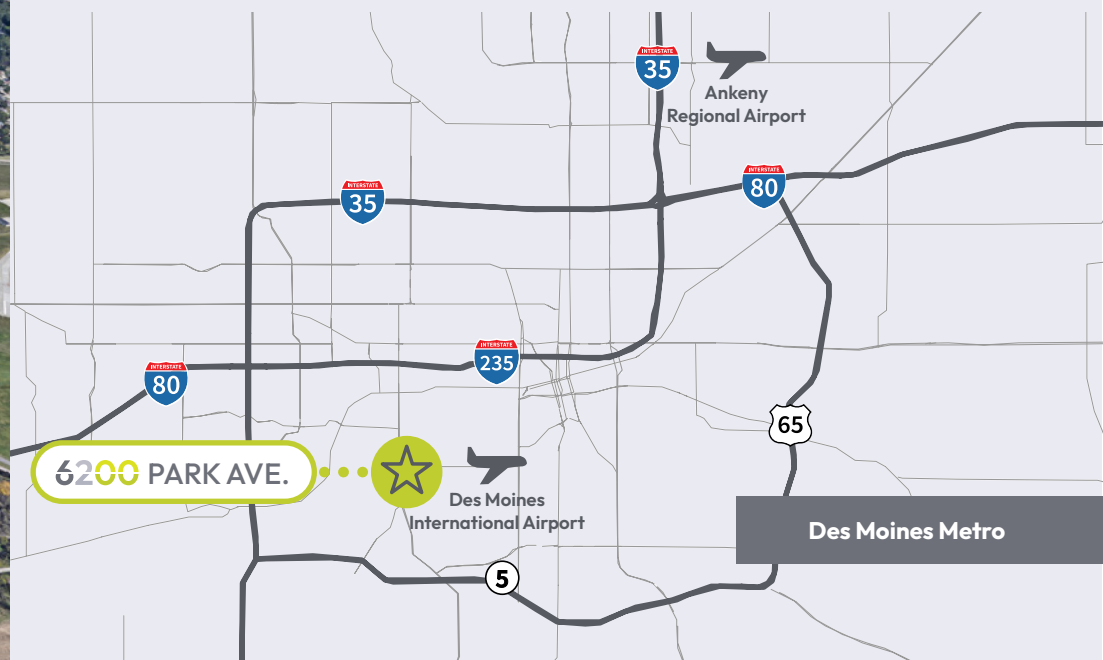 INTERSTATE
35
Ankeny
Regional Airport
INTERSTATE
80
INTERSTATE
35
INTERSTATE
235
INTERSTATE
80
65
6200 PARK AVE.
Des Moines
International Airport
Des Moines Metro
5